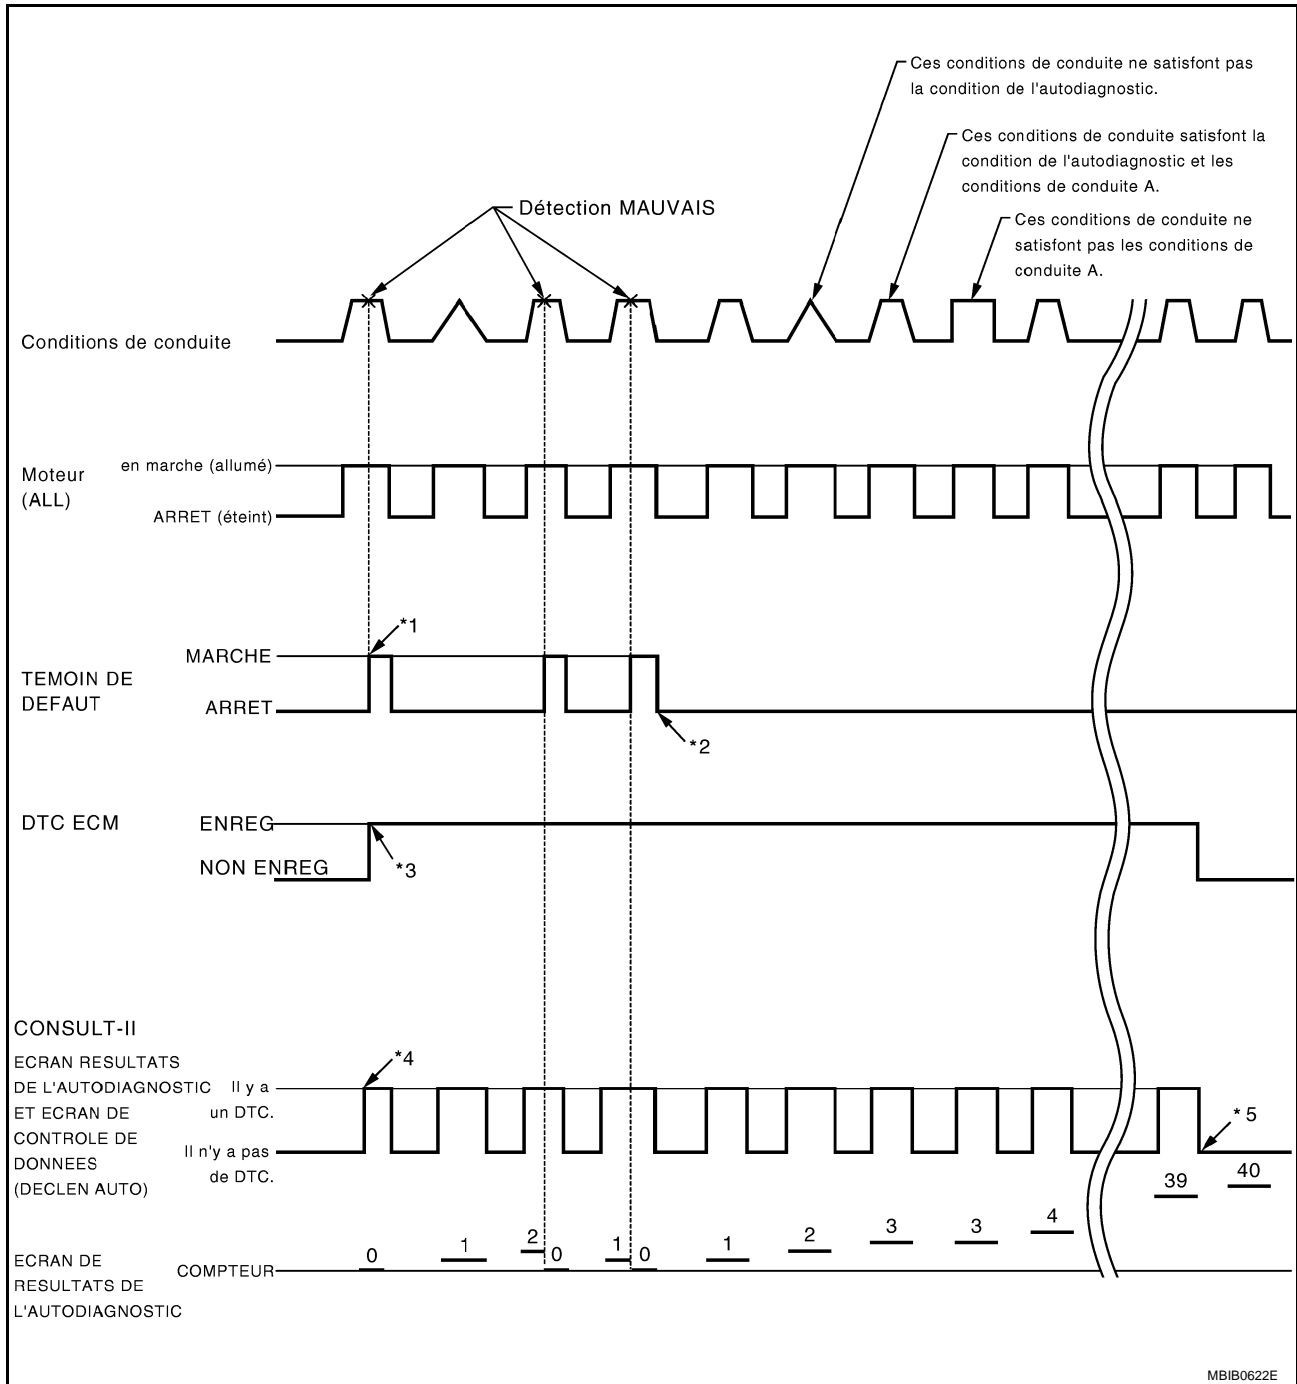 Ces conditions de conduite ne satisfont pas
la condition de l'autodiagnostic.
Ces conditions de conduite satisfont la
condition de l'autodiagnostic et les
conditions de conduite A.
Détection MAUVAIS
Ces conditions de conduite ne
satisfont pas les conditions de
conduite A.
Conditions de conduite
Moteur
(ALL)
en marche (allumé)
ARRET (éteint)
*1
MARCHE
TEMOIN DE
DEFAUT
ARRET
*2
DTC ECM
ENREG
NON ENREG
*3
CONSULT-II
ECRAN RESULTATS
DE L'AUTODIAGNOSTIC
ET ECRAN DE
CONTROLE DE
DONNEES
(DECLEN AUTO)
Il y a
un DTC.
Il n'y a pas
de DTC.
*4
*5
ECRAN DE
RESULTATS DE
L'AUTODIAGNOSTIC
COMPTEUR
0 1 2 0 1 0 1 2 3 3 4 39 40
MBIB0622E